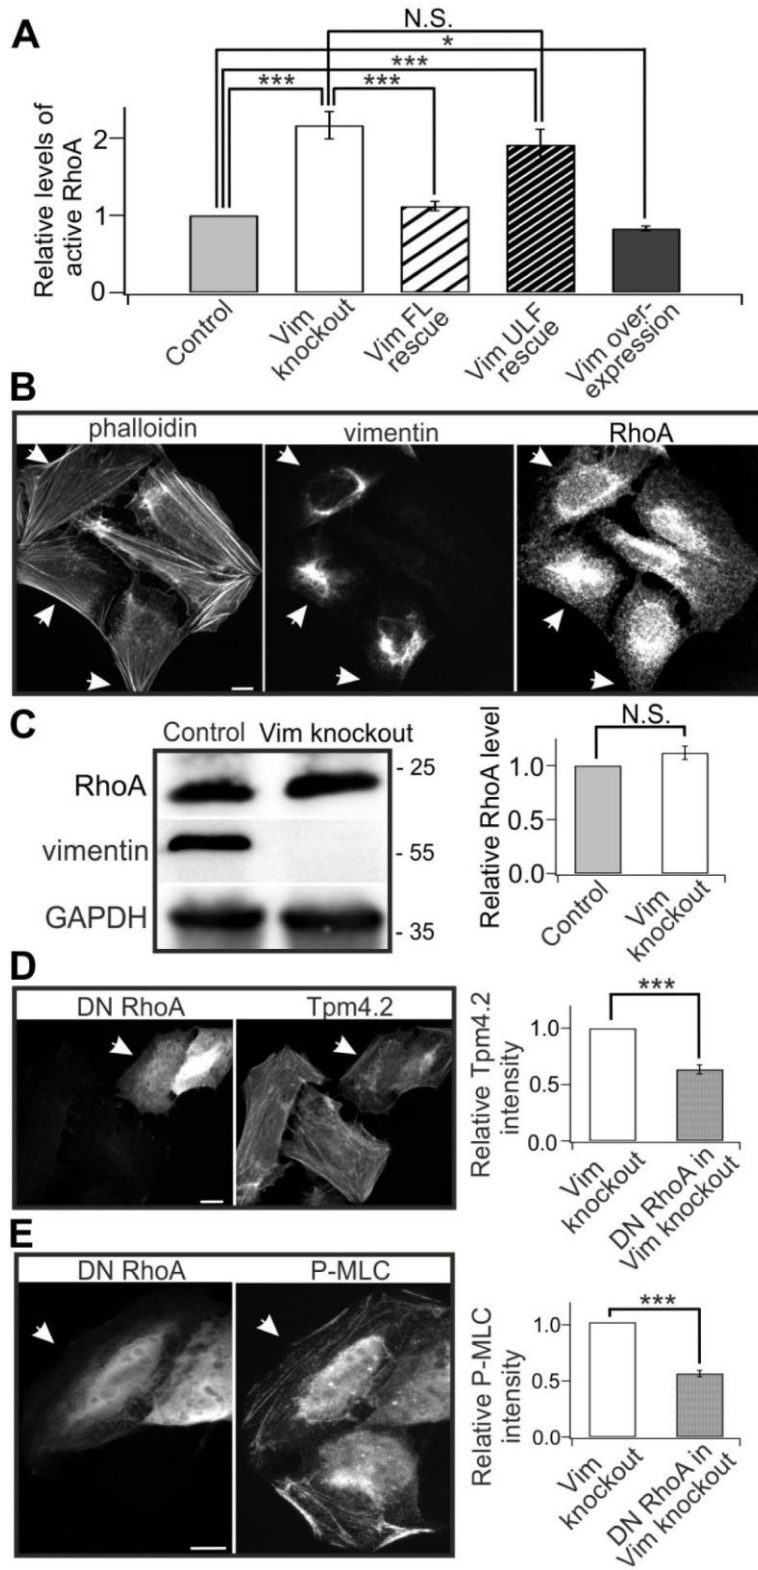 A
N.S.
*
***
*** ***
Relative levels of
active RhoA
2
1
0
Control
Vim
knockout
Vim FL
rescue
Vim ULF
rescue
Vim over-
expression
B
phalloidin vimentin RhoA
C
Control Vim knockout
RhoA
vimentin
GAPDH
- 25
- 55
- 35
N.S.
Relative RhoA level
1.0
0.5
0.0
Control
Vim
knockout
D
DN RhoA Tpm4.2
***
Relative Tpm4.2
intensity
1.0
0.5
0.0
Vim
knockout
DN RhoA in
Vim knockout
E
DN RhoA P-MLC
***
Relative P-MLC
intensity
1.0
0.5
0.0
Vim
knockout
DN RhoA in
Vim knockout